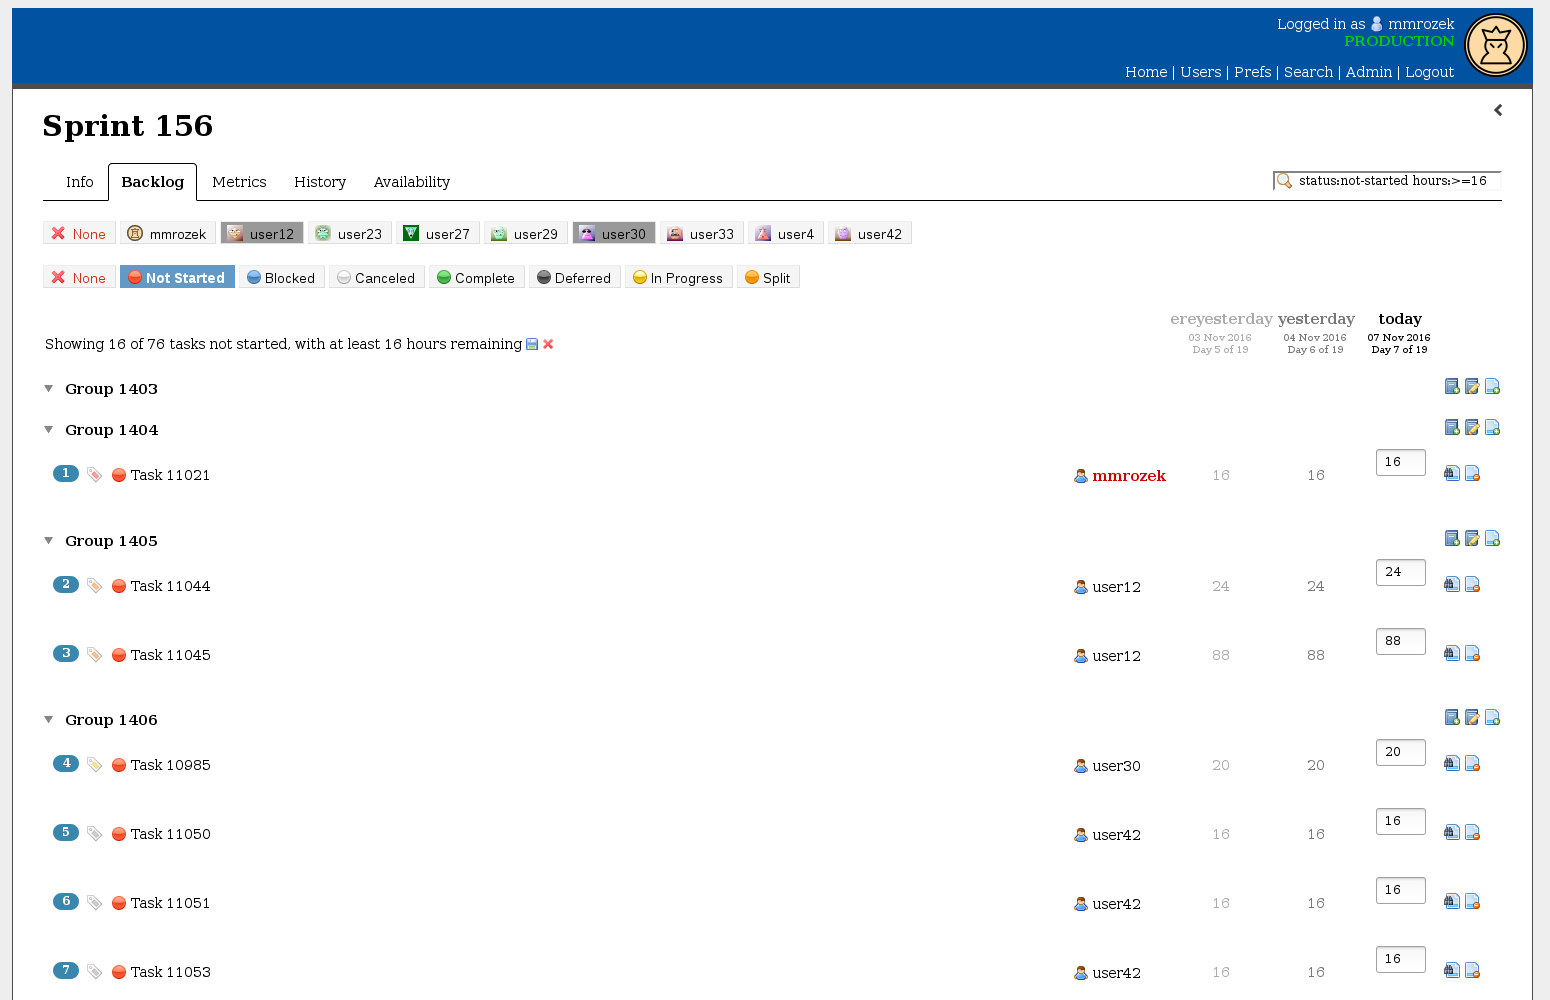 Logged in as mmrozek
PRODUCTION
Home | Users | Prefs | Search | Admin | Logout
Sprint 156
Info Backlog Metrics History Availability status:not-started hours:>=16
None mmrozek user12 user23 user27 user29 user30 user33 user4 user42
None Not Started Blocked Canceled Complete Deferred In Progress Split
ereyesterday yesterday today
03 Nov 2016 04 Nov 2016 07 Nov 2016
Showing 16 of 76 tasks not started, with at least 16 hours remaining
Day 5 of 19 Day 6 of 19 Day 7 of 19
Group 1403
Group 1404
1 Task 11021 mmrozek 16 16 16
Group 1405
2 Task 11044 user12 24 24 24
3 Task 11045 user12 88 88 88
Group 1406
4 Task 10985 user30 20 20 20
5 Task 11050 user42 16 16 16
6 Task 11051 user42 16 16 16
7 Task 11053 user42 16 16 16